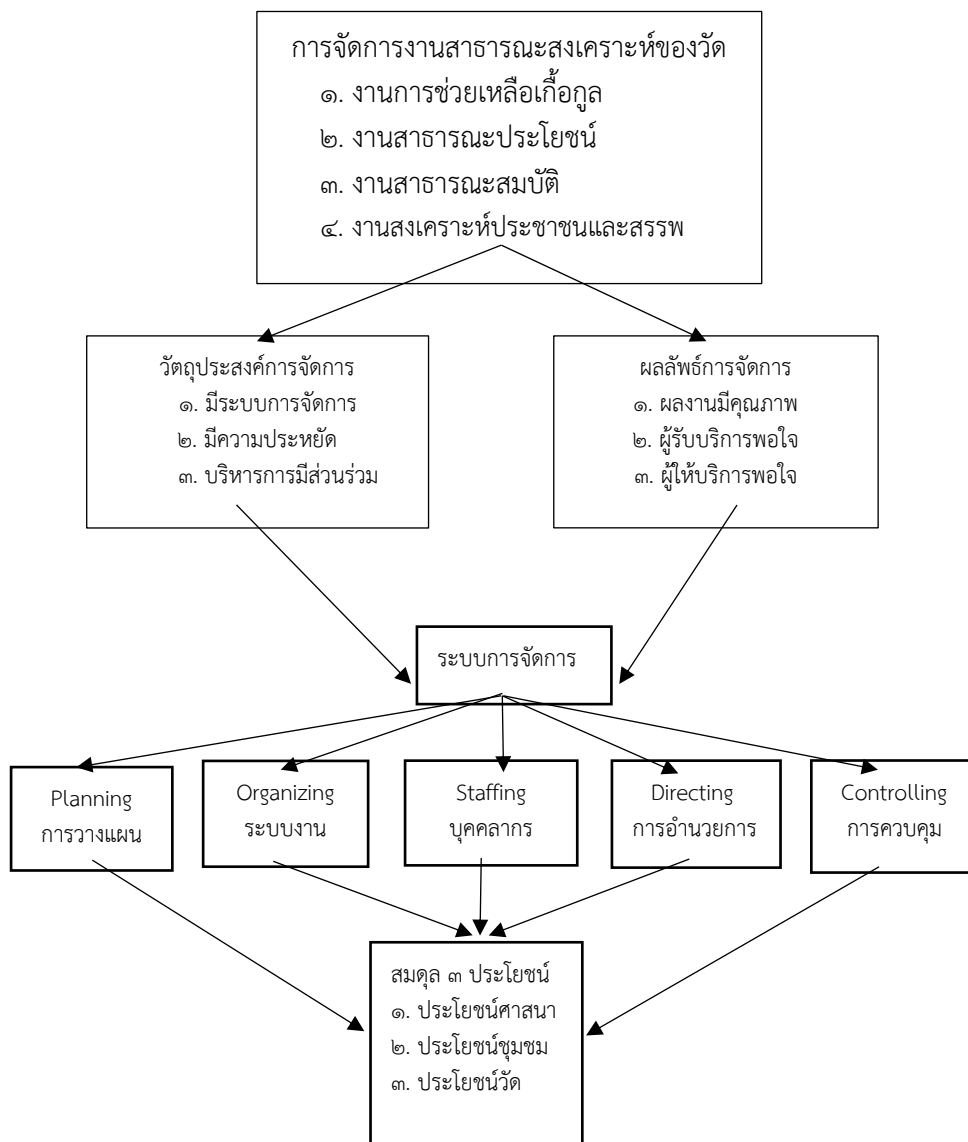 การจัดการงานสาธารณะสงเคราะห์ของวัด
๑. งานการช่วยเหลือเกื้อกูล
๒. งานสาธารณะประโยชน์
๓. งานสาธารณะสมบัติ
๔. งานสงเคราะห์ประชาชนและสรรพ
วัตถุประสงค์การจัดการ
๑. มีระบบการจัดการ
๒. มีความประหยัด
๓. บริหารการมีส่วนร่วม
ผลลัพธ์การจัดการ
๑. ผลงานมีคุณภาพ
๒. ผู้รับบริการพอใจ
๓. ผู้ให้บริการพอใจ
ระบบการจัดการ
Planning
การวางแผน
Organizing
ระบบงาน
Staffing
บุคคลากร
Directing
การอำนวยการ
Controlling
การควบคุม
สมดุล ๓ ประโยชน์
๑. ประโยชน์ศาสนา
๒. ประโยชน์ชุมชม
๓. ประโยชน์วัด